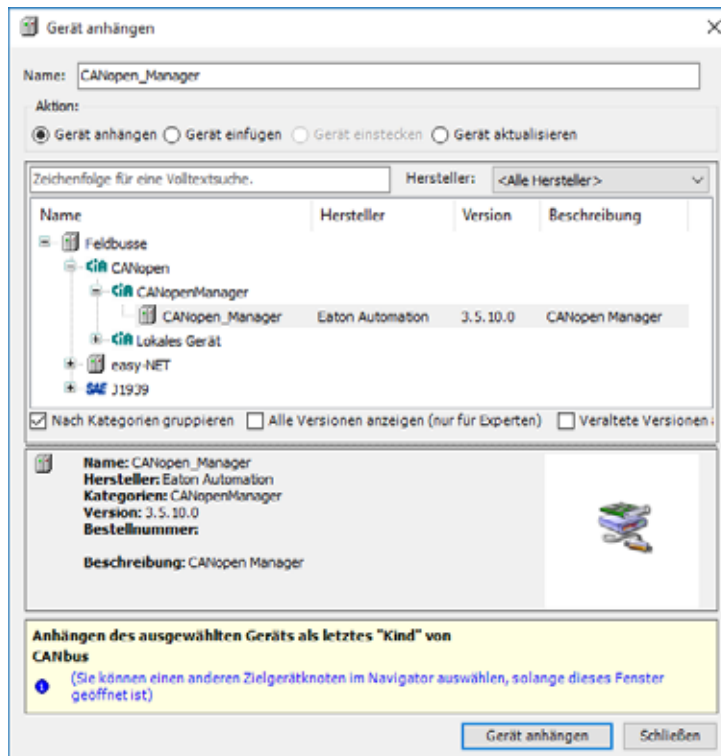 Gerät anhängen
Name: CANopen_Manager
Aktion:
Gerät anhängen Gerät einfügen Gerät einstecken Gerät aktualisieren
Zeichenfolge für eine Volltextsuche. Hersteller: <Alle Hersteller>
Name Hersteller Version Beschreibung
Feldbusse
CiA CANopen
CiA CANopenManager
CANopen_Manager Eaton Automation 3.5.10.0 CANopen Manager
CiA Lokales Gerät
easy-NET
SAE J1939
Nach Kategorien gruppieren Alle Versionen anzeigen (nur für Experten) Veraltete Versionen
Name: CANopen_Manager
Hersteller: Eaton Automation
Kategorien: CANopenManager
Version: 3.5.10.0
Bestellnummer:
Beschreibung: CANopen Manager
Anhängen des ausgewählten Geräts als letztes "Kind" von
CANbus
(Sie können einen anderen Zielgerätknoten im Navigator auswählen, solange dieses Fenster
geöffnet ist)
Gerät anhängen Schließen